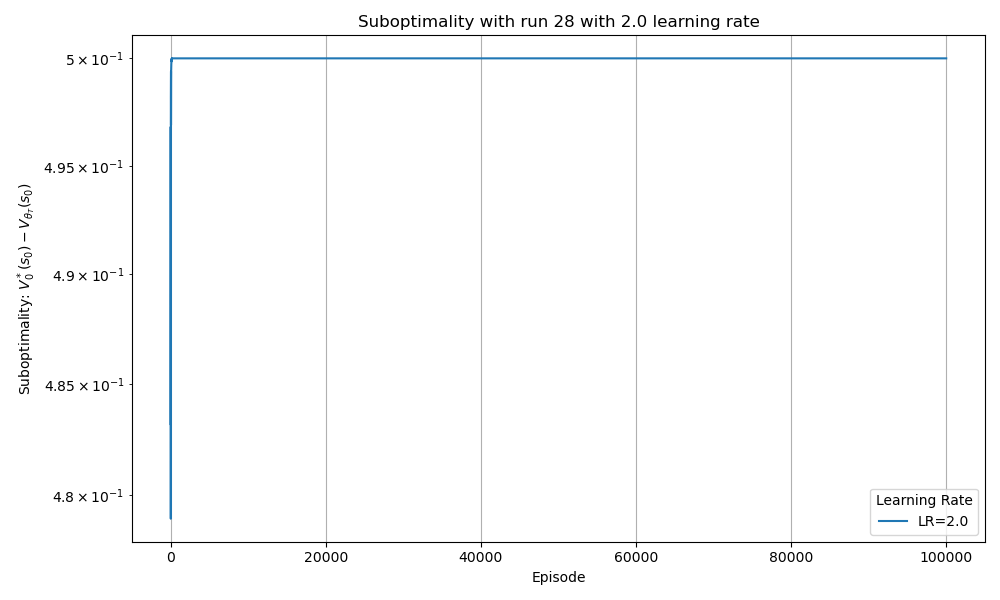 Suboptimality with run 28 with 2.0 learning rate
Suboptimality: $V_0^*(s_0) - V_{\theta_T}(s_0)$
5 × 10⁻¹
4.95 × 10⁻¹
4.9 × 10⁻¹
4.85 × 10⁻¹
4.8 × 10⁻¹
Learning Rate
LR=2.0
0 20000 40000 60000 80000 100000
Episode